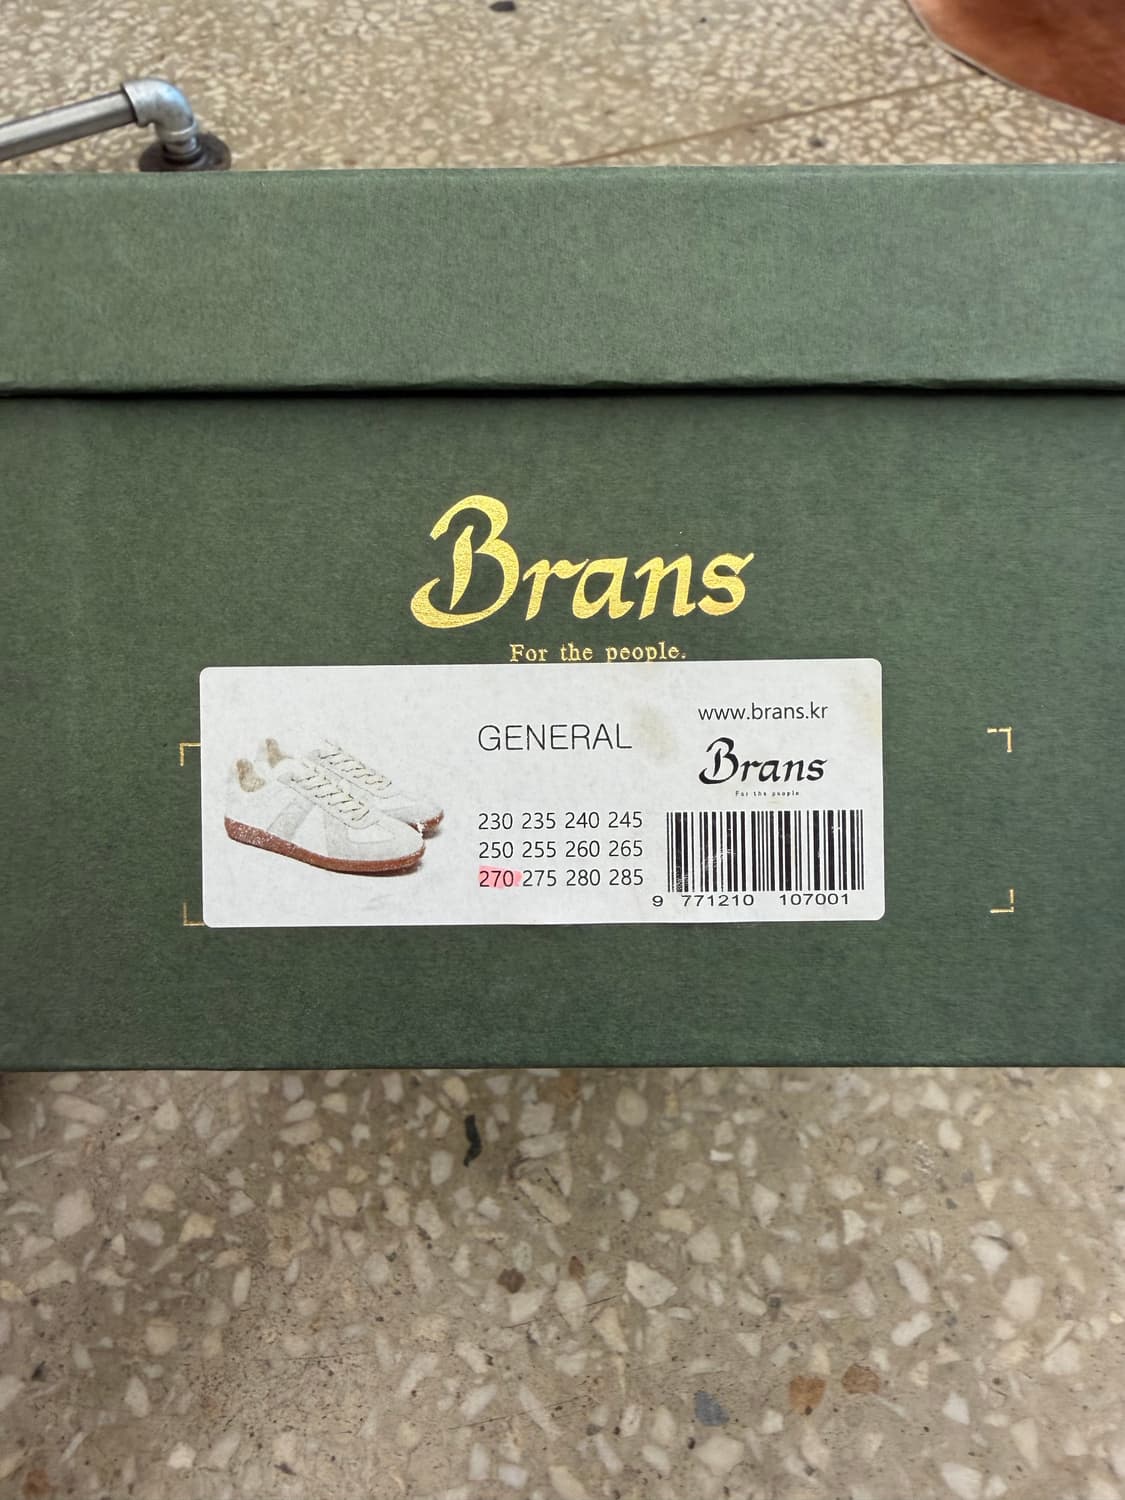 Brans
For the people.
GENERAL
www.brans.kr
Brans
For the people
230 235 240 245
250 255 260 265
270 275 280 285
9 771210 107001